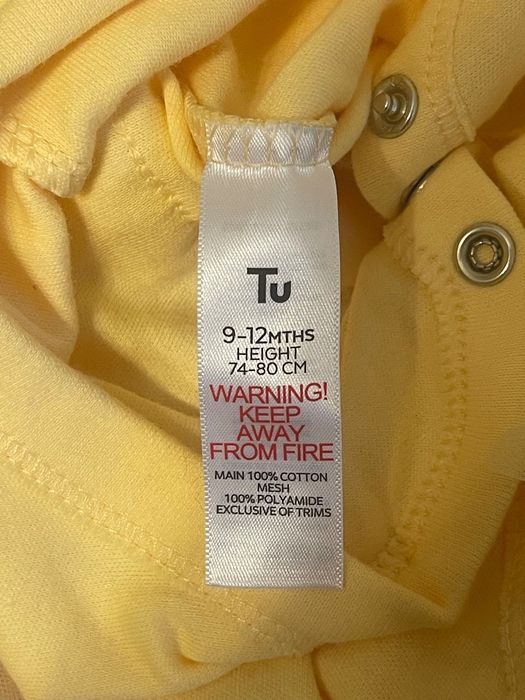 Tu
9-12MTHS
HEIGHT
74-80 CM
WARNING!
KEEP
AWAY
FROM FIRE
MAIN 100% COTTON
MESH
100% POLYAMIDE
EXCLUSIVE OF TRIMS